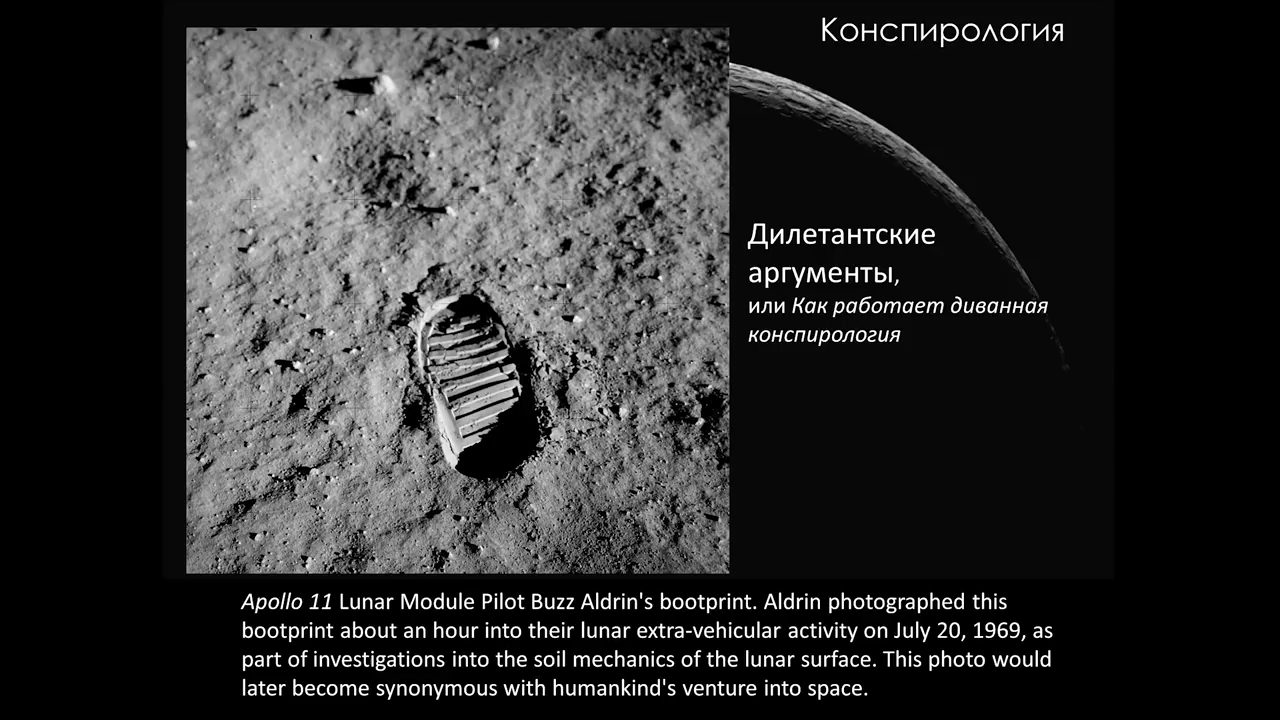 Конспирология
Дилетантские
аргументы,
или Как работает диванная
конспирология
Apollo 11 Lunar Module Pilot Buzz Aldrin's bootprint. Aldrin photographed this
bootprint about an hour into their lunar extra-vehicular activity on July 20, 1969, as
part of investigations into the soil mechanics of the lunar surface. This photo would
later become synonymous with humankind's venture into space.